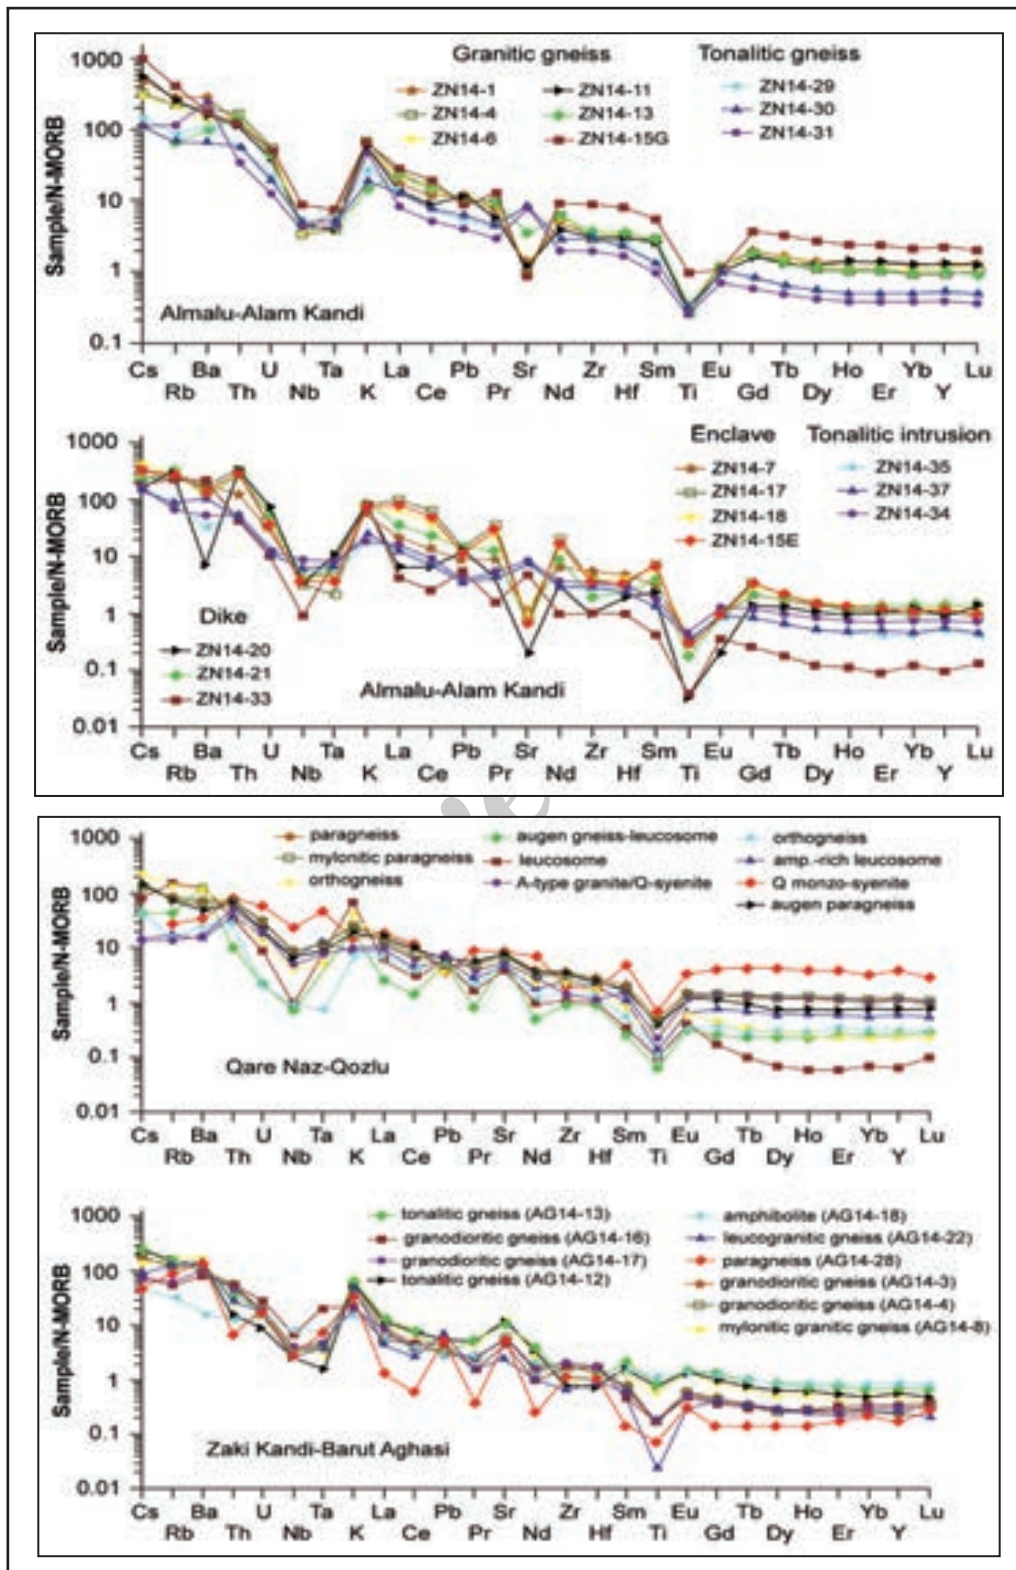 Granitic gneiss Tonalitic gneiss
ZN14-1 ZN14-11 ZN14-29
ZN14-4 ZN14-13 ZN14-30
ZN14-6 ZN14-15G ZN14-31
1000
100
10
1
0.1
Sample/N-MORB
Almalu-Alam Kandi
Cs Ba U Ta La Pb Sr Zr Sm Eu Tb Ho Yb Lu
Rb Th Nb K Ce Pr Nd Hf Ti Gd Dy Er Y
Enclave Tonalitic intrusion
ZN14-7 ZN14-35
ZN14-17 ZN14-37
ZN14-18 ZN14-34
ZN14-15E
1000
100
10
1
0.1
0.01
Sample/N-MORB
Dike
ZN14-20
ZN14-21
ZN14-33
Almalu-Alam Kandi
Cs Ba U Ta La Pb Sr Zr Sm Eu Tb Ho Yb Lu
Rb Th Nb K Ce Pr Nd Hf Ti Gd Dy Er Y
paragneiss augen gneiss-leucosome orthogneiss
mylonitic paragneiss leucosome amp.-rich leucosome
orthogneiss A-type granite/Q-syenite Q monzo-syenite
augen paragneiss
1000
100
10
1
0.1
0.01
Sample/N-MORB
Qare Naz-Qozlu
Cs Ba U Ta La Pb Sr Zr Sm Eu Tb Ho Yb Lu
Rb Th Nb K Ce Pr Nd Hf Ti Gd Dy Er Y
tonalitic gneiss (AG14-13) amphibolite (AG14-18)
granodioritic gneiss (AG14-16) leucogranitic gneiss (AG14-22)
granodioritic gneiss (AG14-17) paragneiss (AG14-28)
tonalitic gneiss (AG14-12) granodioritic gneiss (AG14-3)
granodioritic gneiss (AG14-4)
mylonitic granitic gneiss (AG14-8)
1000
100
10
1
0.1
0.01
Sample/N-MORB
Zaki Kandi-Barut Aghasi
Cs Ba U Ta La Pb Sr Zr Sm Eu Tb Ho Yb Lu
Rb Th Nb K Ce Pr Nd Hf Ti Gd Dy Er Y